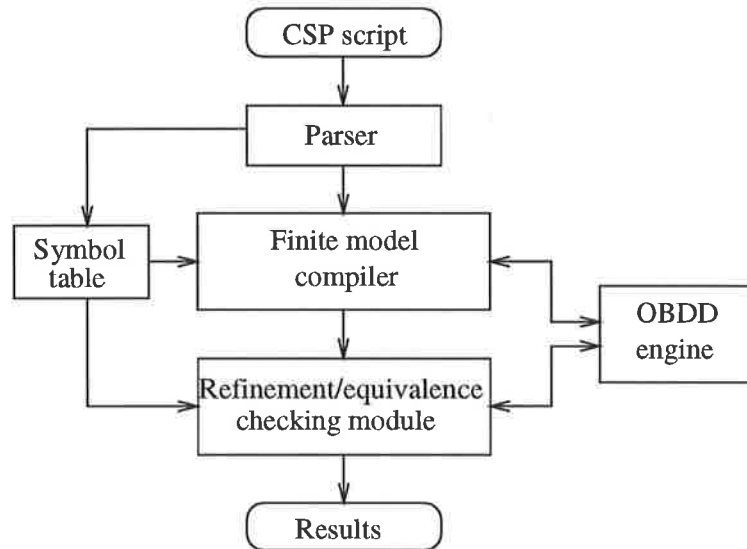 CSP script
Parser
Symbol
table
Finite model
compiler
OBDD
engine
Refinement/equivalence
checking module
Results